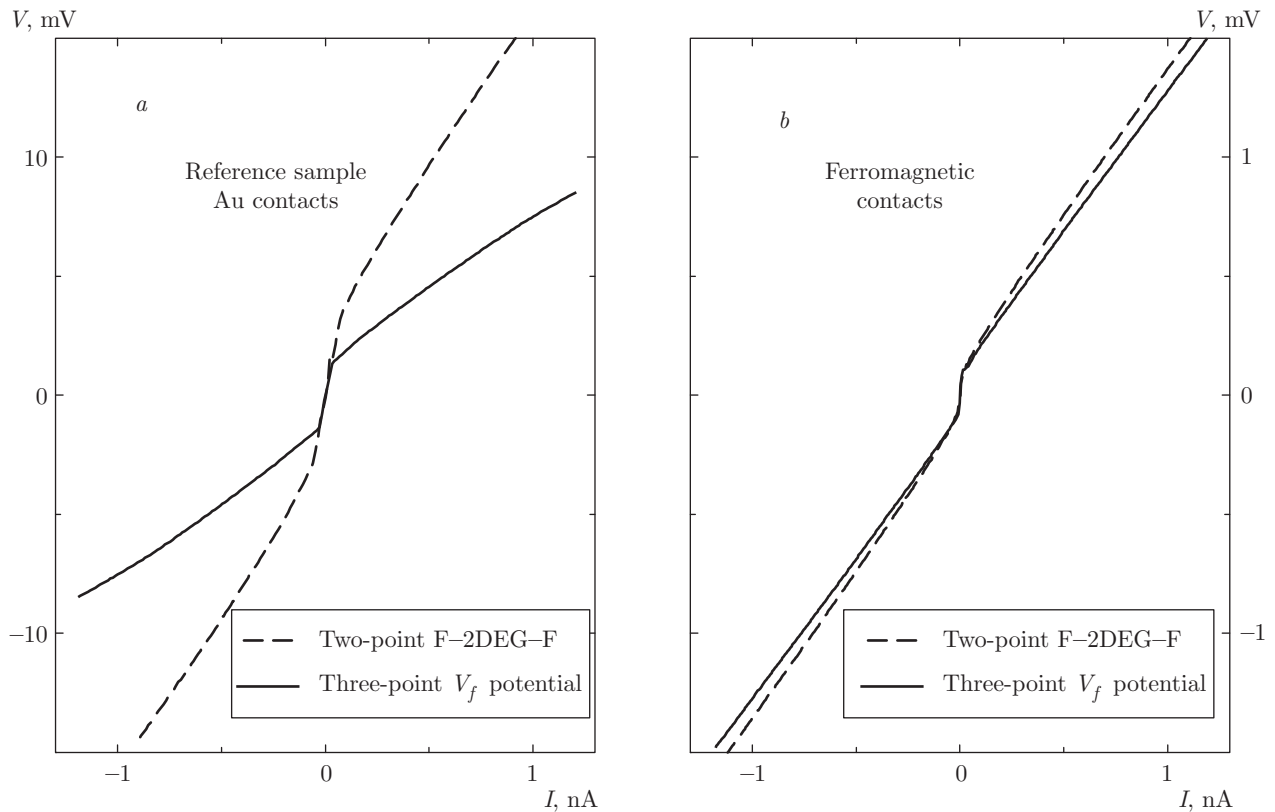 V, mV
a
Reference sample
Au contacts
10
0
−10
Two-point F−2DEG−F
Three-point V_f potential
−1
0
1
I, nA
V, mV
b
Ferromagnetic
contacts
1
0
−1
Two-point F−2DEG−F
Three-point V_f potential
−1
0
1
I, nA